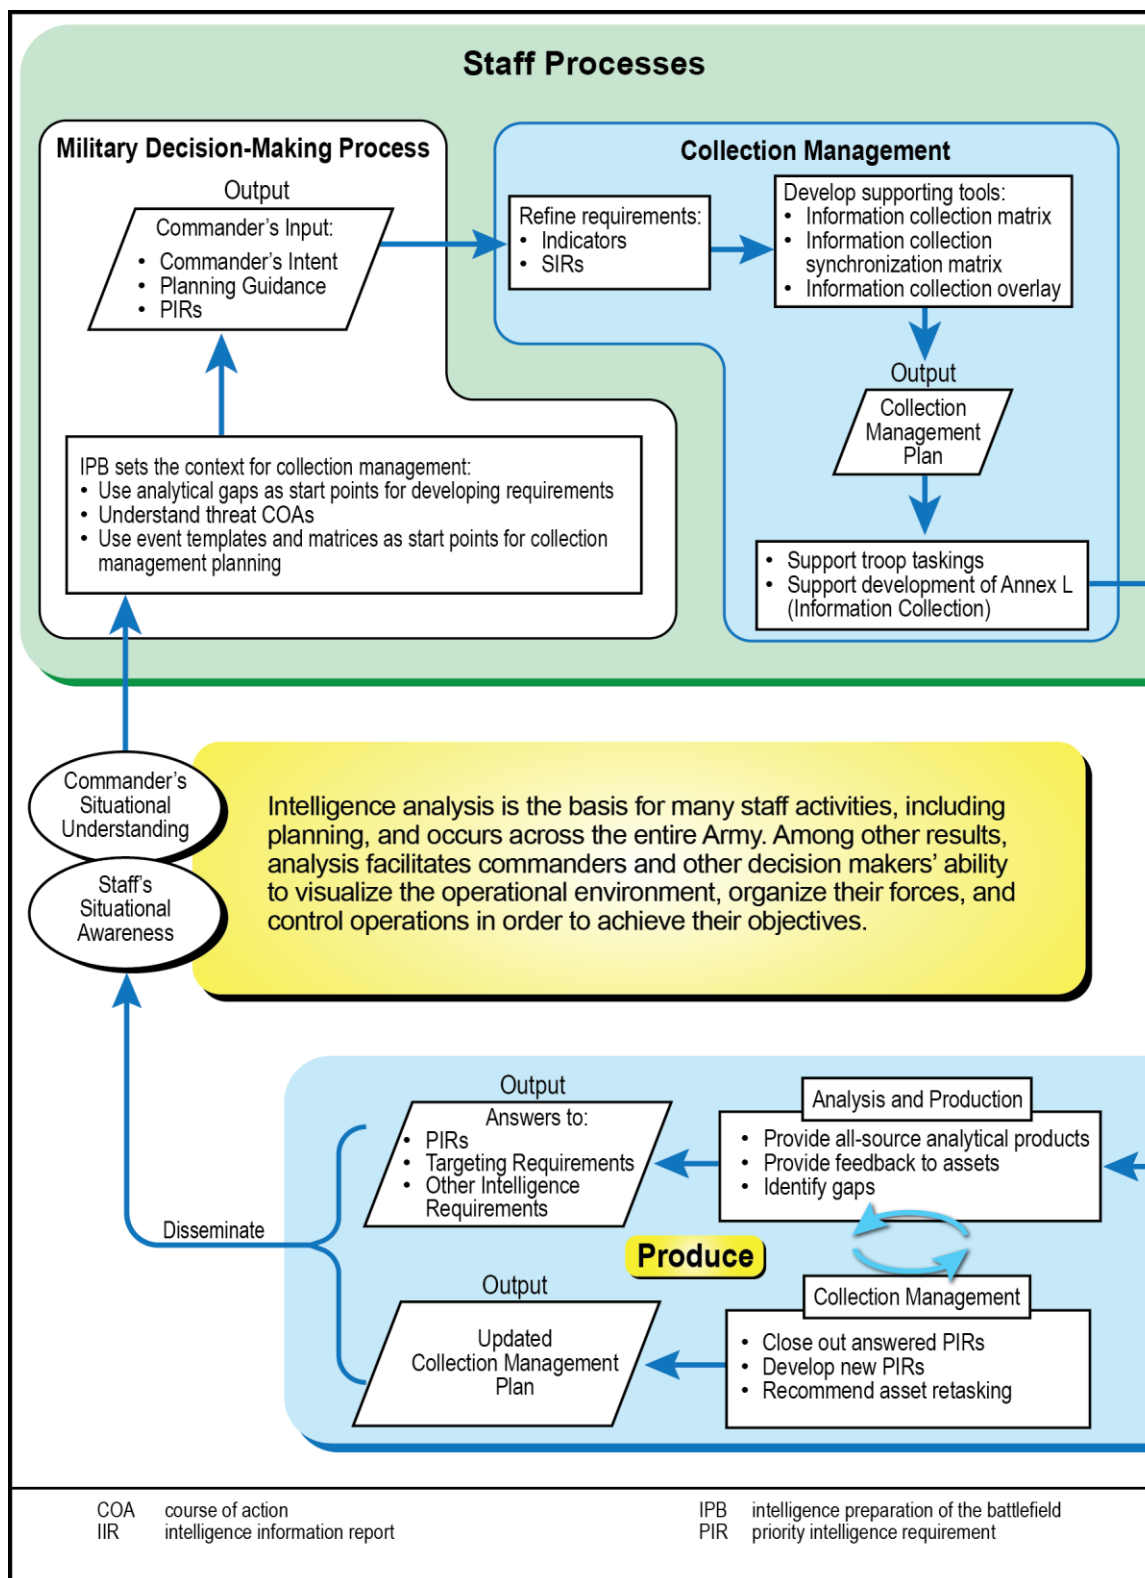 Staff Processes
Military Decision-Making Process
Output
Commander's Input:
• Commander's Intent
• Planning Guidance
• PIRs
IPB sets the context for collection management:
• Use analytical gaps as start points for developing requirements
• Understand threat COAs
• Use event templates and matrices as start points for collection
management planning
Collection Management
Refine requirements:
• Indicators
• SIRs
Develop supporting tools:
• Information collection matrix
• Information collection
synchronization matrix
• Information collection overlay
Output
Collection
Management
Plan
• Support troop taskings
• Support development of Annex L
(Information Collection)
Commander's
Situational
Understanding
Staff's
Situational
Awareness
Intelligence analysis is the basis for many staff activities, including
planning, and occurs across the entire Army. Among other results,
analysis facilitates commanders and other decision makers' ability
to visualize the operational environment, organize their forces, and
control operations in order to achieve their objectives.
Output
Answers to:
• PIRs
• Targeting Requirements
• Other Intelligence
Requirements
Analysis and Production
• Provide all-source analytical products
• Provide feedback to assets
• Identify gaps
Disseminate
Produce
Output
Updated
Collection Management
Plan
Collection Management
• Close out answered PIRs
• Develop new PIRs
• Recommend asset retasking
COA course of action
IIR intelligence information report
IPB intelligence preparation of the battlefield
PIR priority intelligence requirement